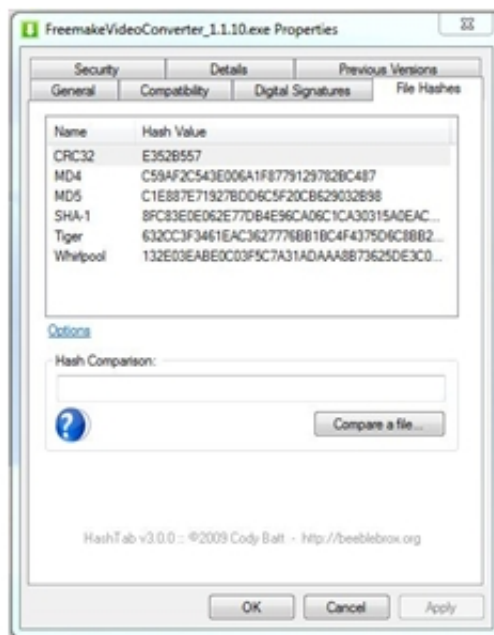 FreemakeVideoConverter_1.1.10.exe Properties
Security Details Previous Versions
General Compatibility Digital Signatures File Hashes
Name Hash Value
CRC32 E352B557
MD4 C59AF2C543E006A1F8779129782BC487
MD5 C1E887E71927BDD6C5F20CB629032B98
SHA-1 8FC83E0E062E77DB4E96CA06C1CA30315A0EAC...
Tiger 632CC3F3461EAC3627776BB1BC4F4375D6C8BB2...
Whirlpool 132E03EABE0C03F5C7A31ADAAA8B73625DE3C0...
Options
Hash Comparison:
Compare a file...
HashTab v3.0.0 :: ©2009 Cody Batt - http://beeblebrox.org
OK Cancel Apply